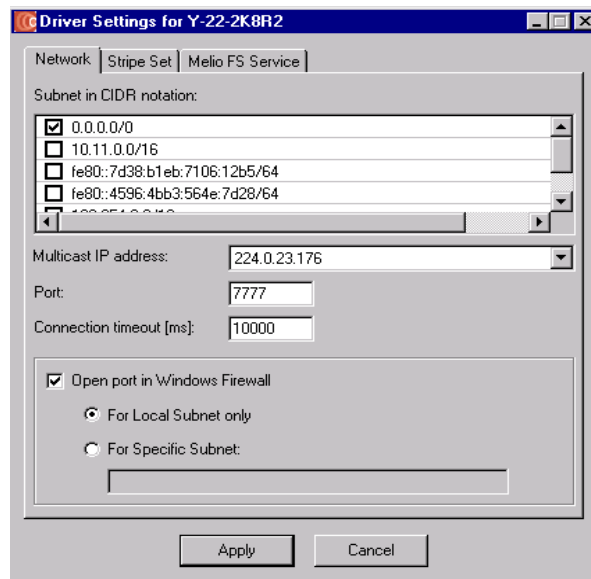 Driver Settings for Y-22-2K8R2
Network Stripe Set Melio FS Service
Subnet in CIDR notation:
0.0.0.0/0
10.11.0.0/16
fe80::7d38:b1eb:7106:12b5/64
fe80::4596:4bb3:564e:7d28/64
Multicast IP address: 224.0.23.176
Port: 7777
Connection timeout [ms]: 10000
Open port in Windows Firewall
For Local Subnet only
For Specific Subnet:
Apply Cancel